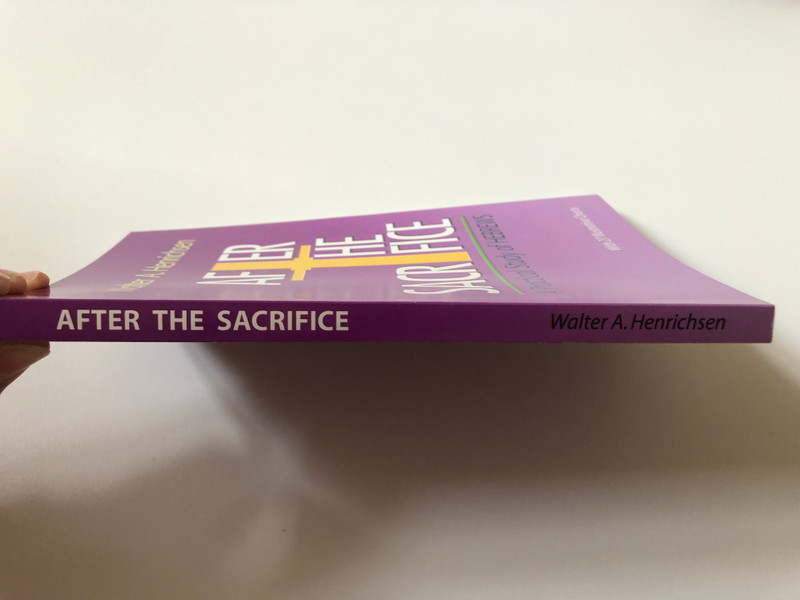 Walter A. Henrichsen
AFTER
THE
SACRIFICE
Study of HEBREWS
AFTER THE SACRIFICE
Walter A. Henrichsen